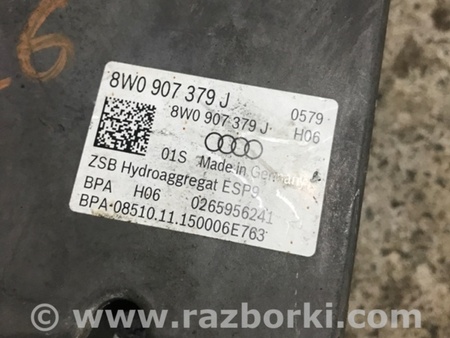 6
8W0 907 379 J 0579
8W0 907 379 J H06
01S Made in Germany
ZSB Hydroaggregat ESP9
BPA H06 0265956241
BPA-08510.11.150006E763
© www.razborki.com